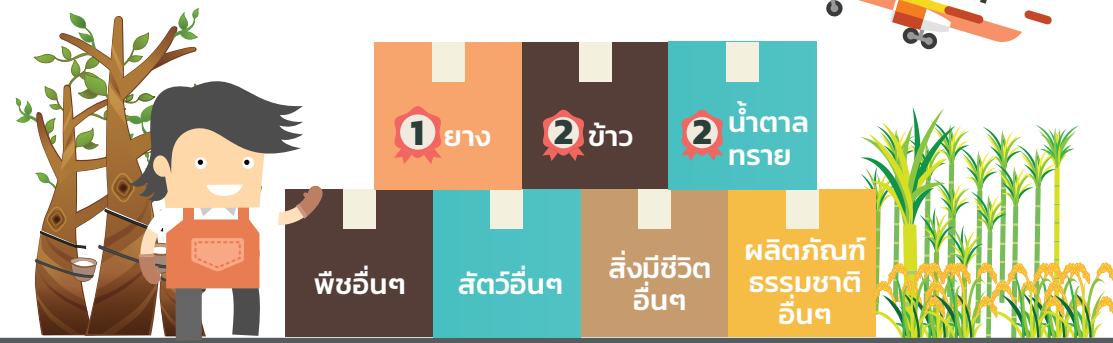 1 ยาง
2 ข้าว
2 น้ำตาล
ทราย
พืชอื่นๆ
สัตว์อื่นๆ
สิ่งมีชีวิต
อื่นๆ
ผลิตภัณฑ์
ธรรมชาติ
อื่นๆ